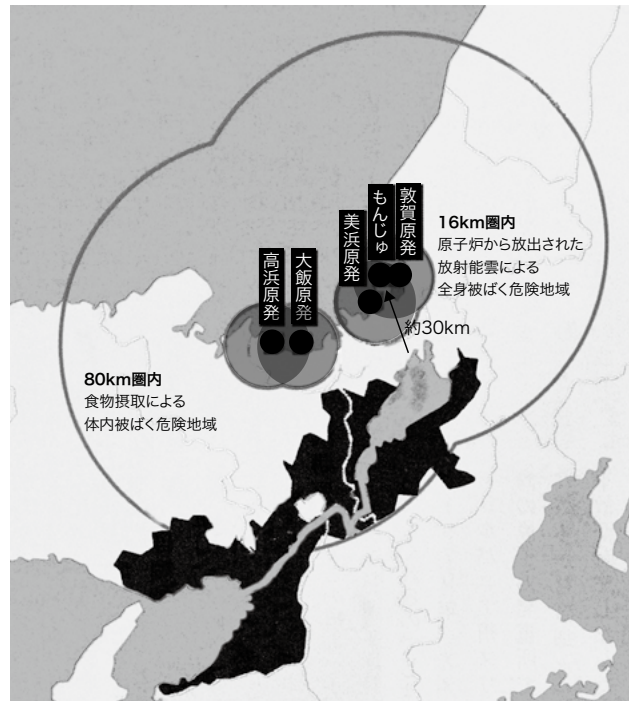 敦賀原発
もんじゅ
美浜原発
大飯原発
高浜原発
16km圏内
原子炉から放出された
放射能雲による
全身被ばく危険地域
約30km
80km圏内
食物摂取による
体内被ばく危険地域